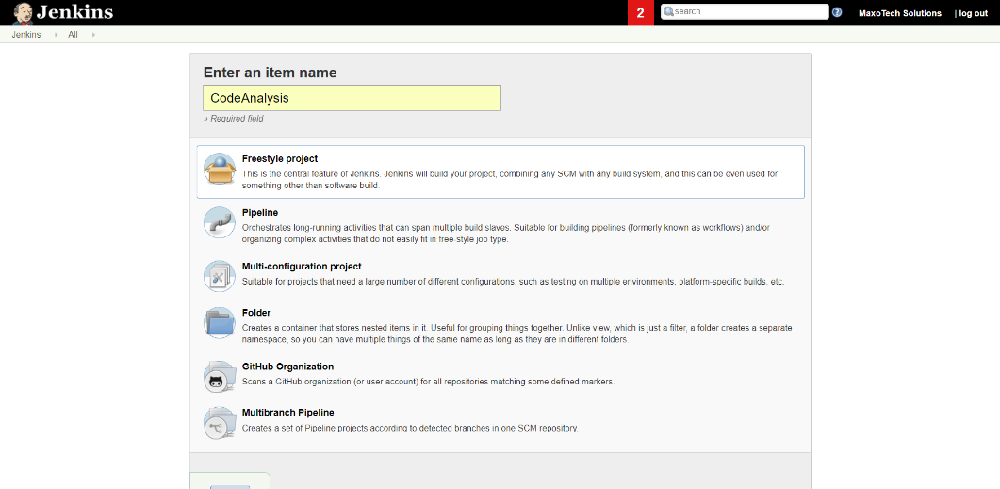 Jenkins
2
search
MaxoTech Solutions
| log out
Jenkins
All
Enter an item name
CodeAnalysis
» Required field
Freestyle project
This is the central feature of Jenkins. Jenkins will build your project, combining any SCM with any build system, and this can be even used for
something other than software build.
Pipeline
Orchestrates long-running activities that can span multiple build slaves. Suitable for building pipelines (formerly known as workflows) and/or
organizing complex activities that do not easily fit in free-style job type.
Multi-configuration project
Suitable for projects that need a large number of different configurations, such as testing on multiple environments, platform-specific builds, etc.
Folder
Creates a container that stores nested items in it. Useful for grouping things together. Unlike view, which is just a filter, a folder creates a separate
namespace, so you can have multiple things of the same name as long as they are in different folders.
GitHub Organization
Scans a GitHub organization (or user account) for all repositories matching some defined markers.
Multibranch Pipeline
Creates a set of Pipeline projects according to detected branches in one SCM repository.